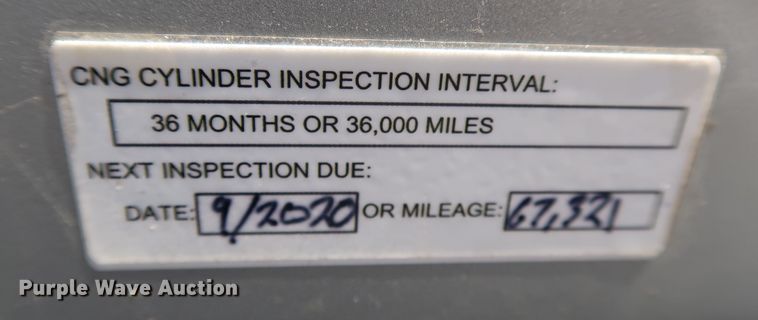 CNG CYLINDER INSPECTION INTERVAL:
36 MONTHS OR 36,000 MILES
NEXT INSPECTION DUE:
DATE: 9/2020 OR MILEAGE: 67,321
Purple Wave Auction